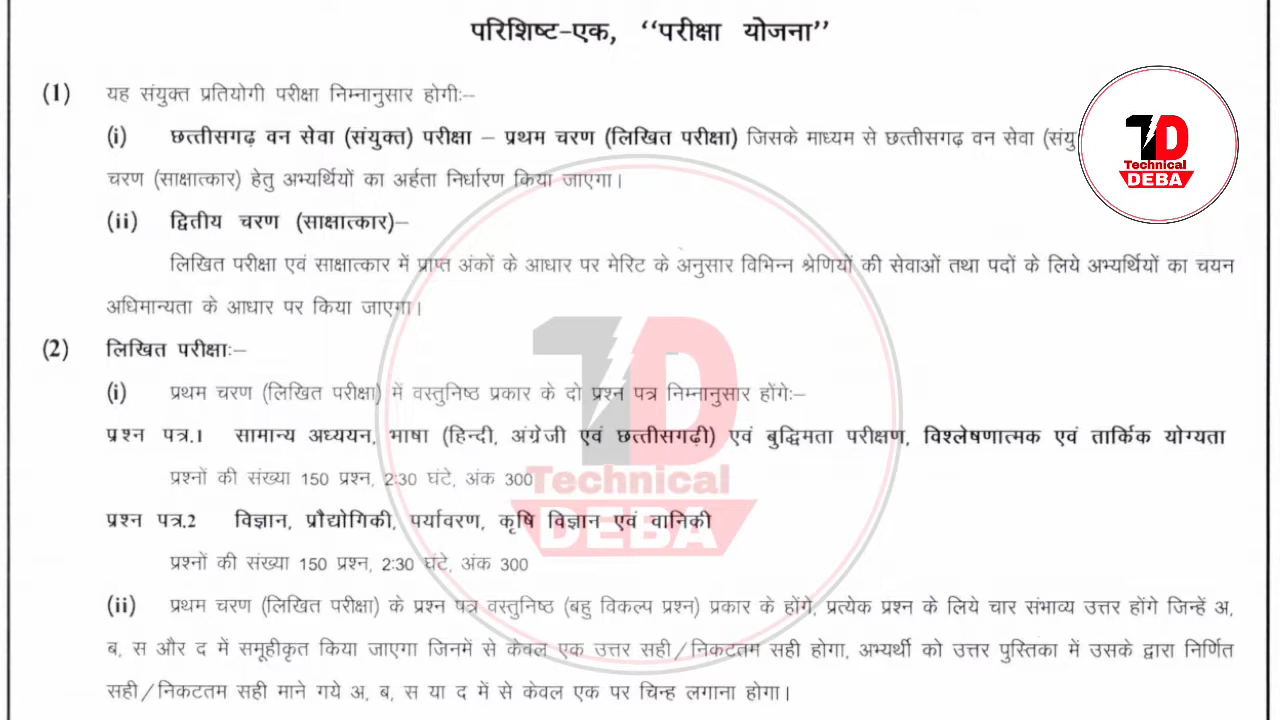 परिशिष्ट-एक, ‘‘परीक्षा योजना’’
(1) यह संयुक्त प्रतियोगी परीक्षा निम्नानुसार होगी:–
(i) छत्तीसगढ़ वन सेवा (संयुक्त) परीक्षा – प्रथम चरण (लिखित परीक्षा) जिसके माध्यम से छत्तीसगढ़ वन सेवा
चरण (साक्षात्कार) हेतु अभ्यर्थियों का अर्हता निर्धारण किया जाएगा।
(ii) द्वितीय चरण (साक्षात्कार)–
लिखित परीक्षा एवं साक्षात्कार में प्राप्त अंकों के आधार पर मेरिट के अनुसार विभिन्न श्रेणियों की सेवाओं तथा पदों के लिये अभ्यर्थियों का चयन
अधिमान्यता के आधार पर किया जाएगा।
(2) लिखित परीक्षा:–
(i) प्रथम चरण (लिखित परीक्षा) में वस्तुनिष्ठ प्रकार के दो प्रश्न पत्र निम्नानुसार होंगे:–
प्रश्न पत्र.1 सामान्य अध्ययन, भाषा (हिन्दी, अंग्रेजी एवं छत्तीसगढ़ी) एवं बुद्धिमता परीक्षण, विश्लेषणात्मक एवं तार्किक योग्यता
प्रश्नों की संख्या 150 प्रश्न, 2:30 घंटे, अंक 300
प्रश्न पत्र.2 विज्ञान, प्रौद्योगिकी, पर्यावरण, कृषि विज्ञान एवं वानिकी
प्रश्नों की संख्या 150 प्रश्न, 2:30 घंटे, अंक 300
(ii) प्रथम चरण (लिखित परीक्षा) के प्रश्न पत्र वस्तुनिष्ठ (बहु विकल्प प्रश्न) प्रकार के होंगे, प्रत्येक प्रश्न के लिये चार संभाव्य उत्तर होंगे जिन्हें अ,
ब, स और द में समूहीकृत किया जाएगा जिनमें से केवल एक उत्तर सही/निकटतम सही होगा, अभ्यर्थी को उत्तर पुस्तिका में उसके द्वारा निर्णित
सही/निकटतम सही माने गये अ, ब, स या द में से केवल एक पर चिन्ह लगाना होगा।
TD
Technical
DEBA
TD
Technical
DEBA